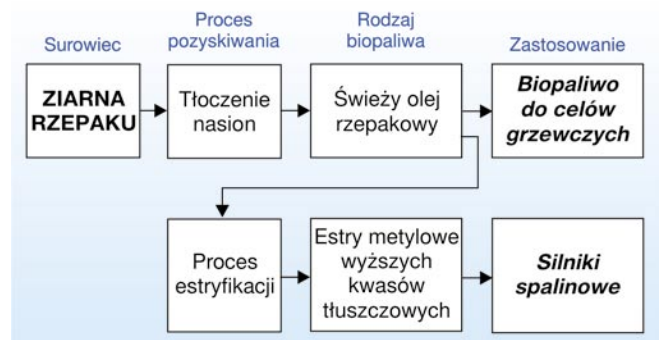 Surowiec
Proces
pozyskiwania
Rodzaj
biopaliwa
Zastosowanie
ZIARNA
RZEPAKU
Tłoczenie
nasion
Świeży olej
rzepakowy
Biopaliwo
do celów
grzewczych
Proces
estryfikacji
Estry metylowe
wyższych
kwasów
tłuszczowych
Silniki
spalinowe